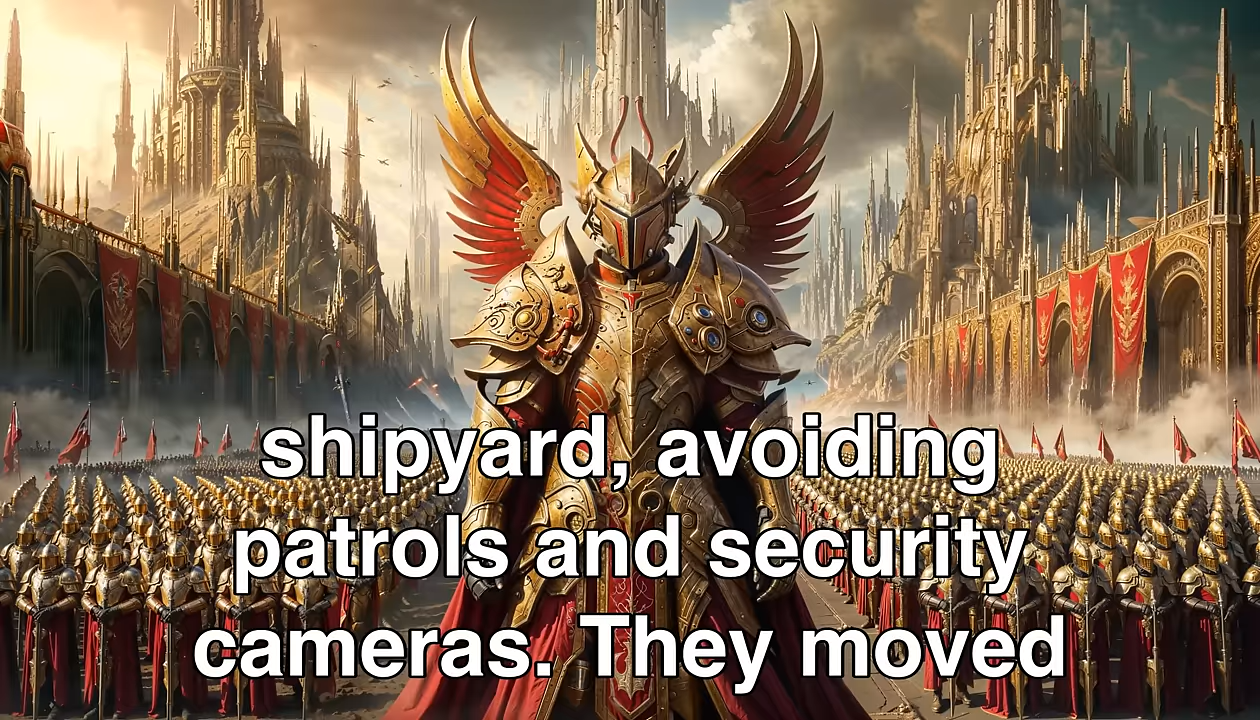 shipyard, avoiding
patrols and security
cameras. They moved